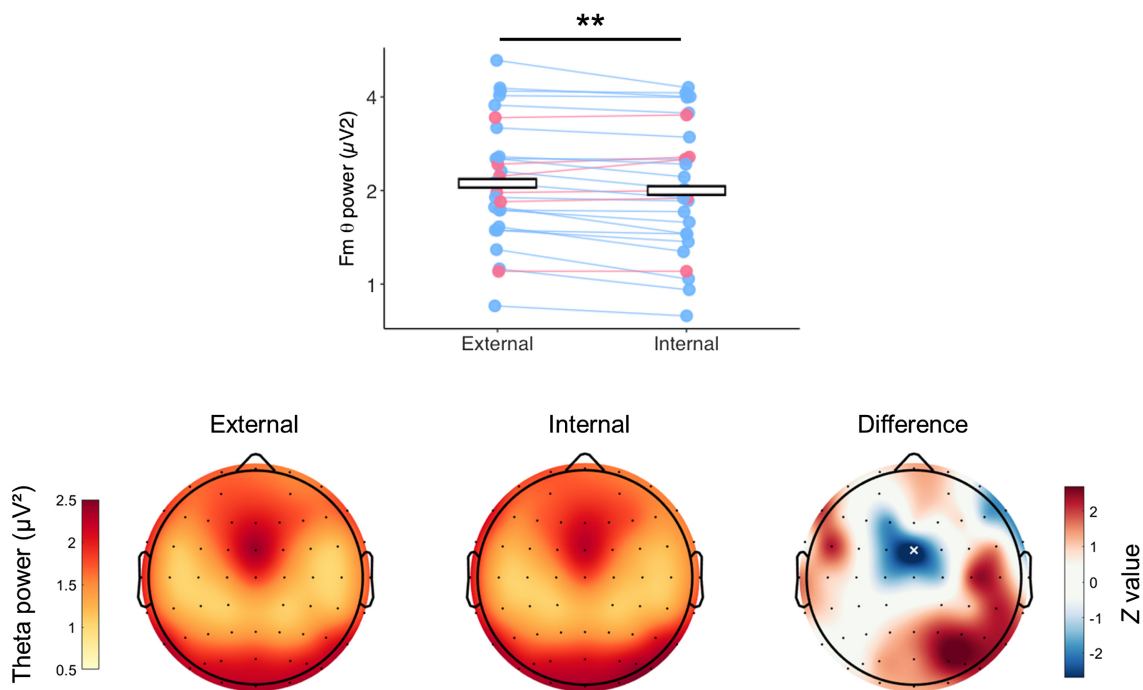 **
Fm θ power (μV2)
4
2
1
External
Internal
External
Internal
Difference
Theta power (μV²)
2.5
2
1.5
1
0.5
2
1
0
-1
-2
Z value